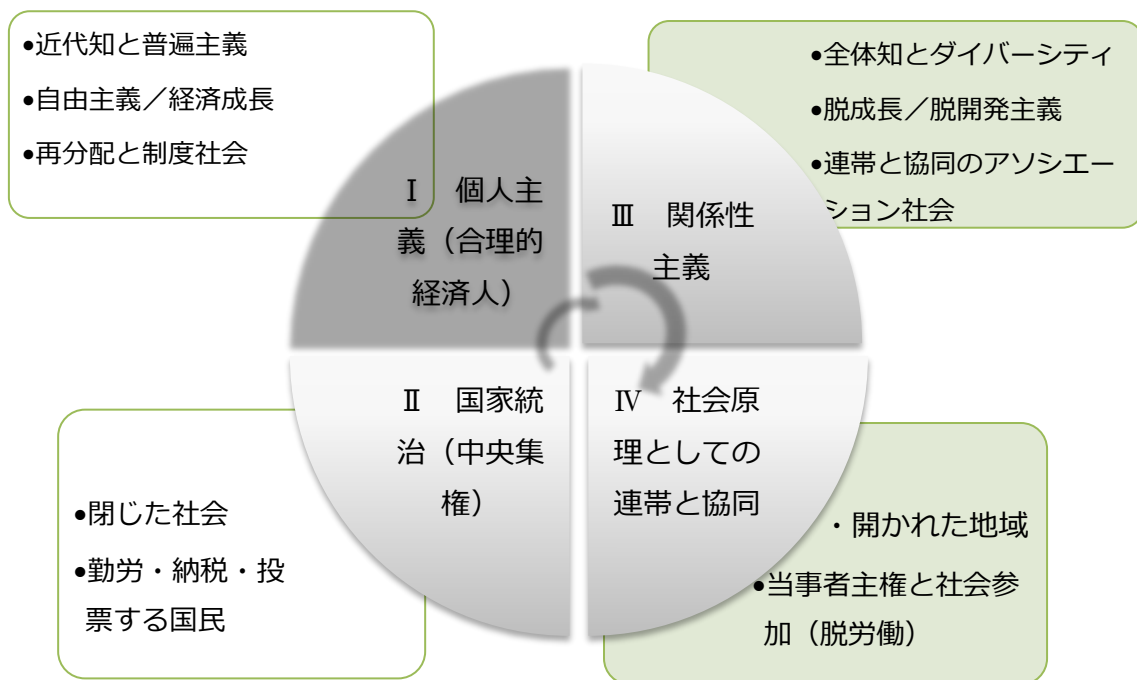 •近代知と普遍主義
•自由主義／経済成長
•再分配と制度社会
•全体知とダイバーシティ
•脱成長／脱開発主義
•連帯と協同のアソシエー
ション社会
Ⅰ　個人主
義（合理的
経済人）
Ⅲ　関係性
主義
Ⅱ　国家統
治（中央集
権）
Ⅳ　社会原
理としての
連帯と協同
•閉じた社会
•勤労・納税・投
票する国民
・開かれた地域
•当事者主権と社会参
加（脱労働）